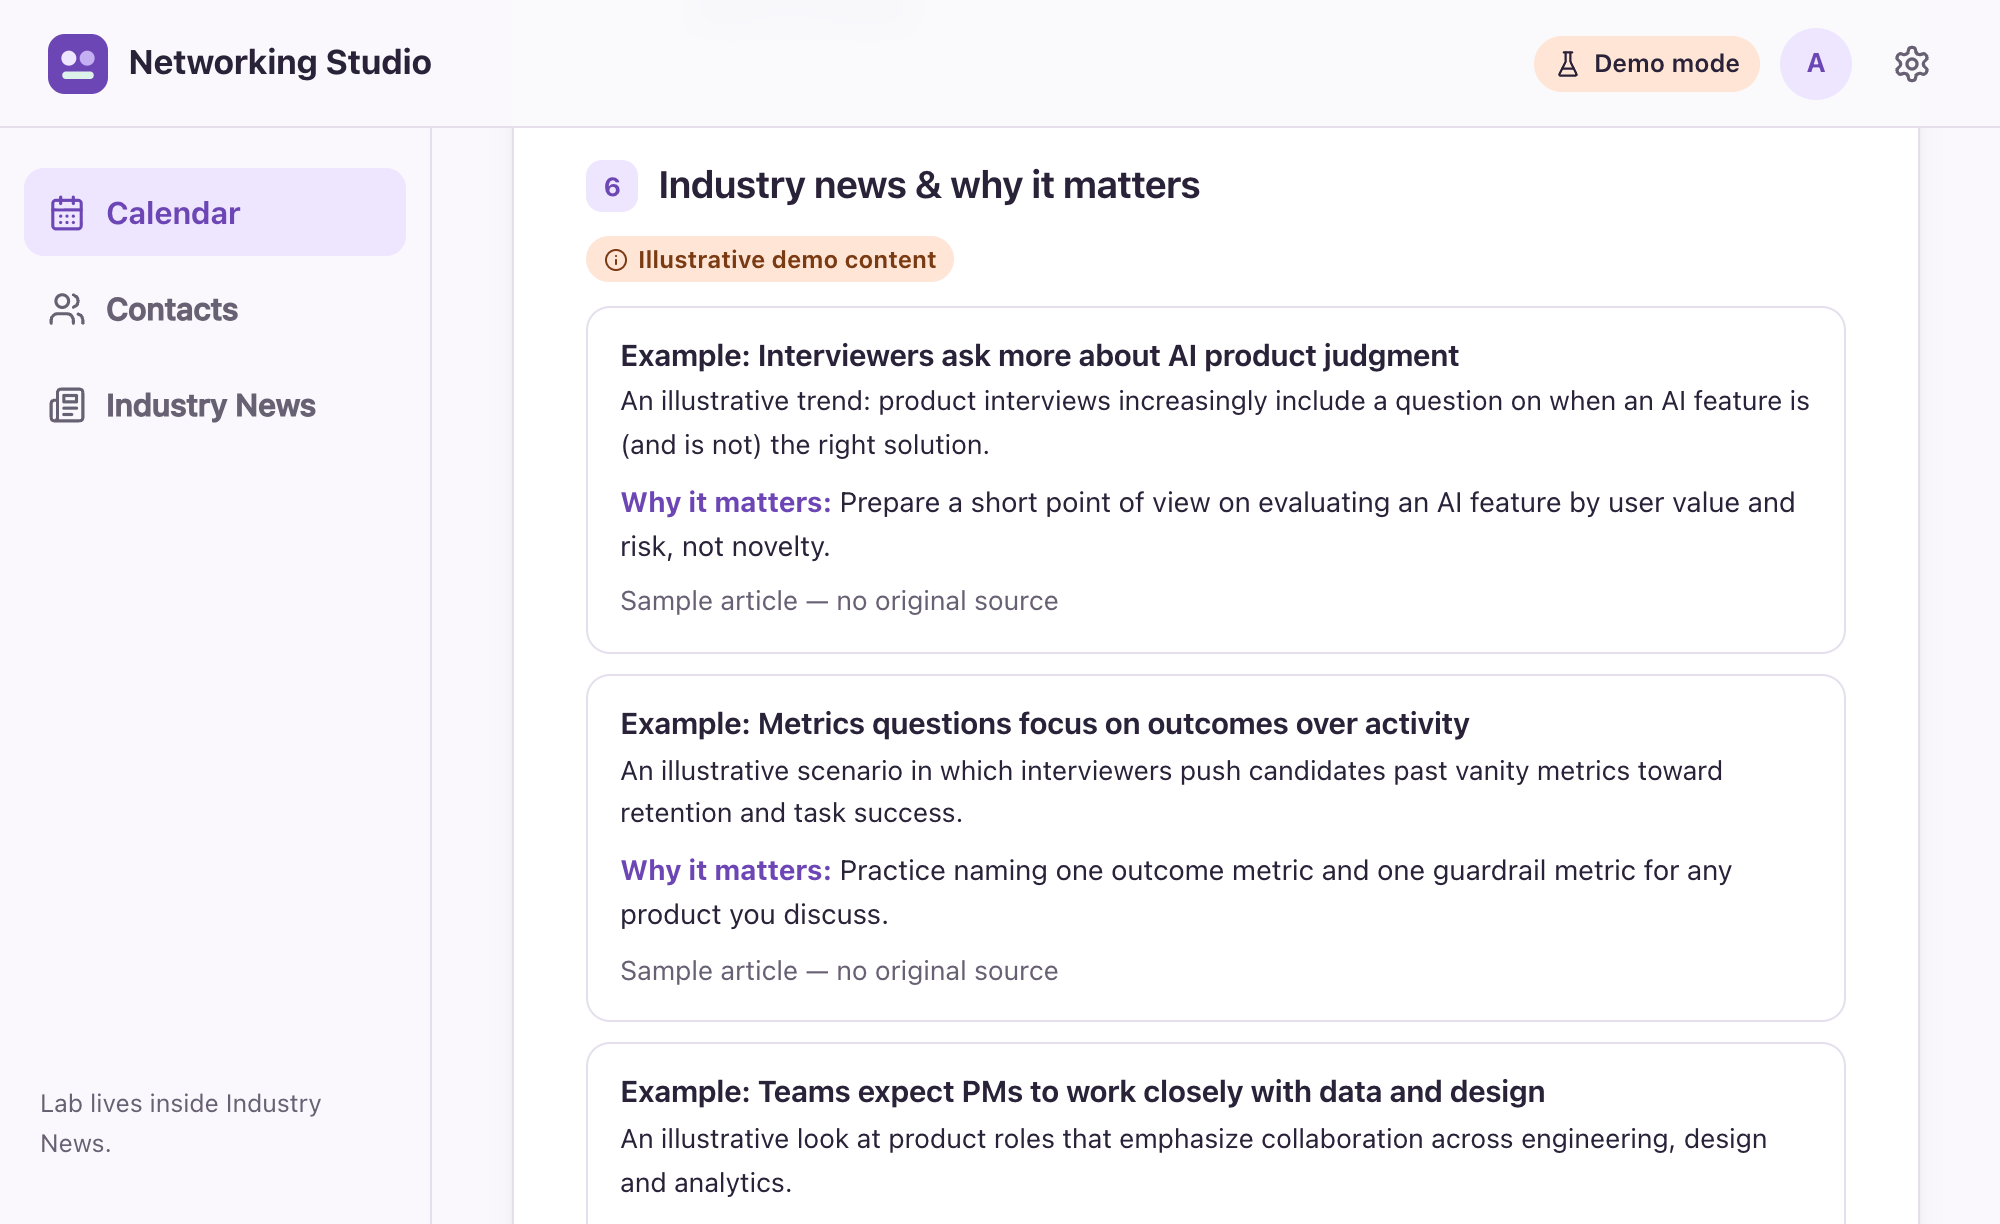 Networking Studio
Demo mode
A
Calendar
Contacts
Industry News
Lab lives inside Industry
News.
6
Industry news & why it matters
Illustrative demo content
Example: Interviewers ask more about AI product judgment
An illustrative trend: product interviews increasingly include a question on when an AI feature is
(and is not) the right solution.
Why it matters: Prepare a short point of view on evaluating an AI feature by user value and
risk, not novelty.
Sample article — no original source
Example: Metrics questions focus on outcomes over activity
An illustrative scenario in which interviewers push candidates past vanity metrics toward
retention and task success.
Why it matters: Practice naming one outcome metric and one guardrail metric for any
product you discuss.
Sample article — no original source
Example: Teams expect PMs to work closely with data and design
An illustrative look at product roles that emphasize collaboration across engineering, design
and analytics.